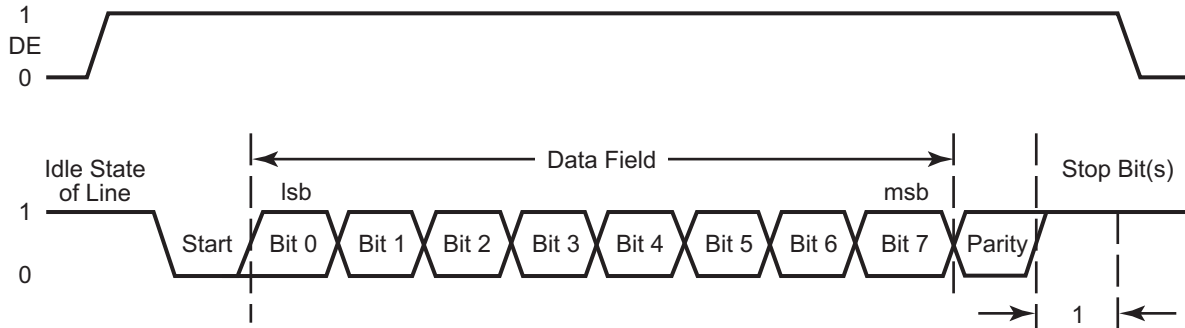 1
DE
0
Data Field
Idle State
of Line
Stop Bit(s)
lsb
msb
1
Start
Bit 0
Bit 1
Bit 2
Bit 3
Bit 4
Bit 5
Bit 6
Bit 7
Parity
0
1